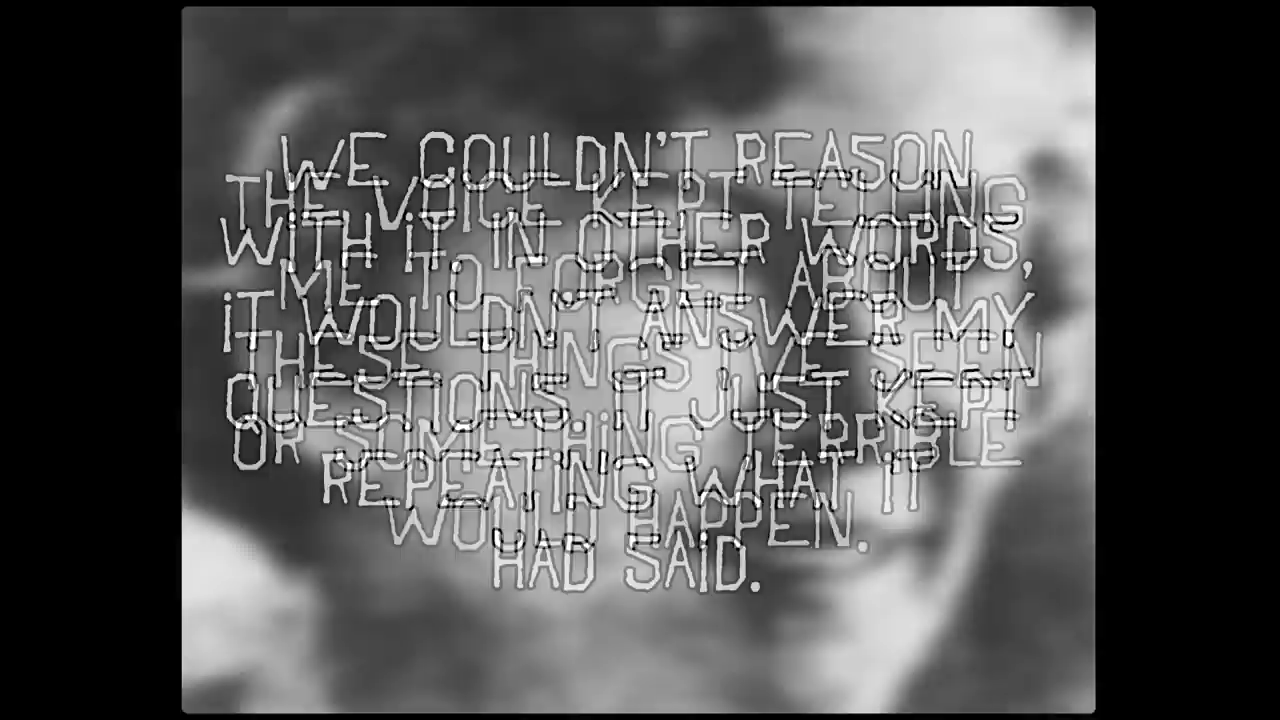 WE COULDN'T REASON
THE VOICE KEPT TELLING
WITH IT. IN OTHER WORDS,
ME TO FORGET ABOUT
IT WOULDN'T ANSWER MY
THESE THINGS I'VE SEEN
QUESTIONS. IT JUST KEPT
OR SOMETHING TERRIBLE
REPEATING WHAT IT
WOULD HAPPEN.
HAD SAID.